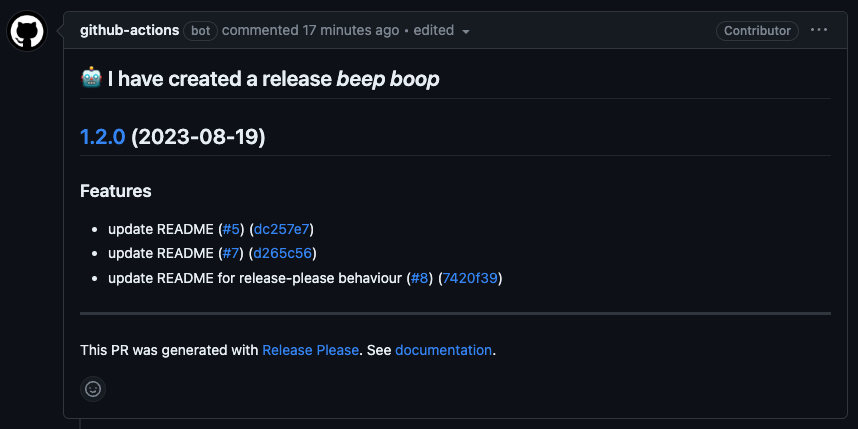 github-actions bot commented 17 minutes ago • edited
Contributor
🤖 I have created a release beep boop
1.2.0 (2023-08-19)
Features
• update README (#5) (dc257e7)
• update README (#7) (d265c56)
• update README for release-please behaviour (#8) (7420f39)
This PR was generated with Release Please. See documentation.